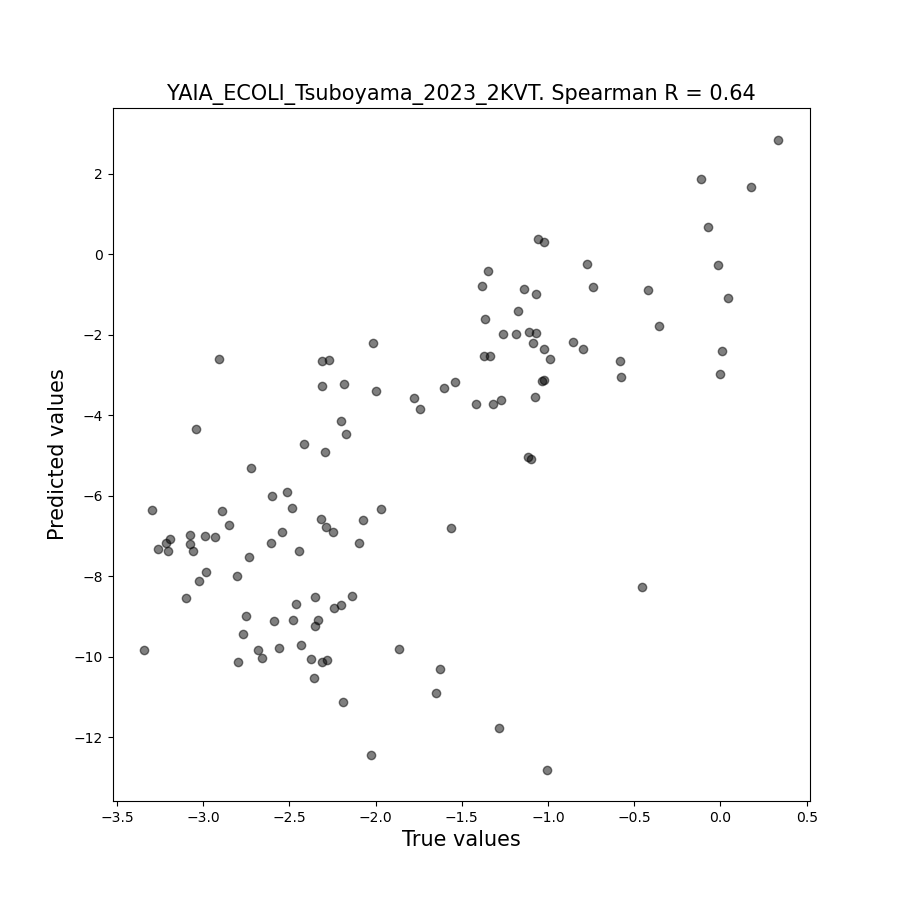 YAIA_ECOLI_Tsuboyama_2023_2KVT. Spearman R = 0.64
Predicted values
2
0
−2
−4
−6
−8
−10
−12
−3.5 −3.0 −2.5 −2.0 −1.5 −1.0 −0.5 0.0 0.5
True values